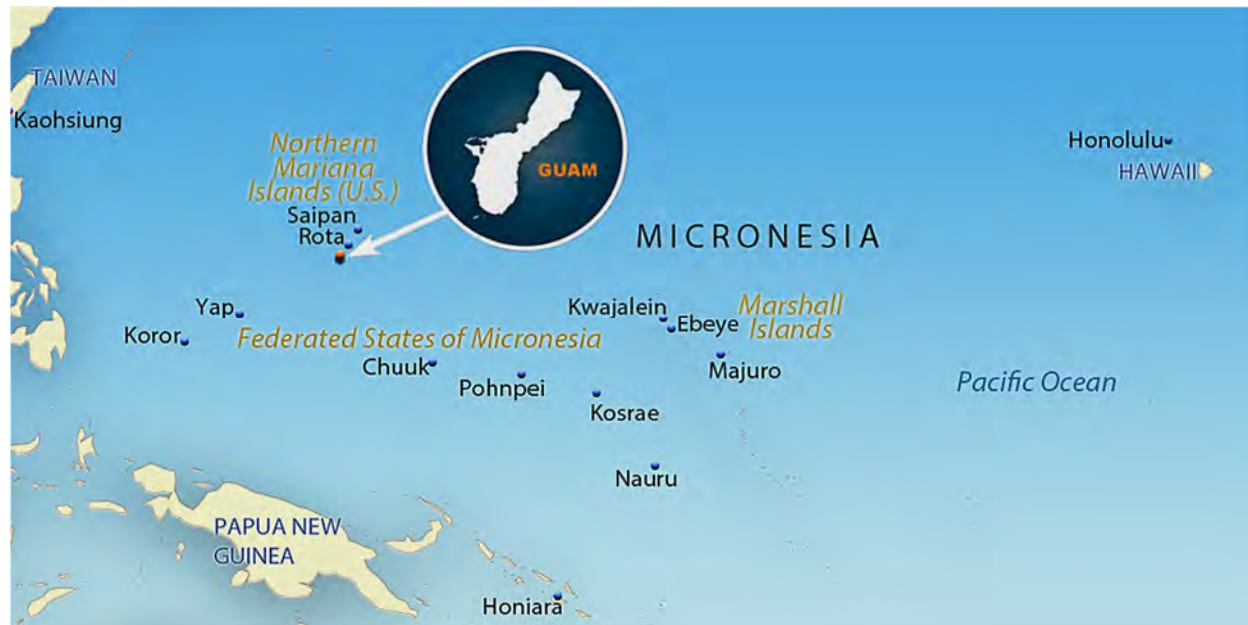 TAIWAN
Kaohsiung
Northern
Mariana
Islands (U.S.)
Saipan
Rota
GUAM
Honolulu
HAWAII
MICRONESIA
Yap
Koror
Federated States of Micronesia
Chuuk
Pohnpei
Kosrae
Kwajalein
Ebeye
Marshall
Islands
Majuro
Pacific Ocean
Nauru
PAPUA NEW
GUINEA
Honiara